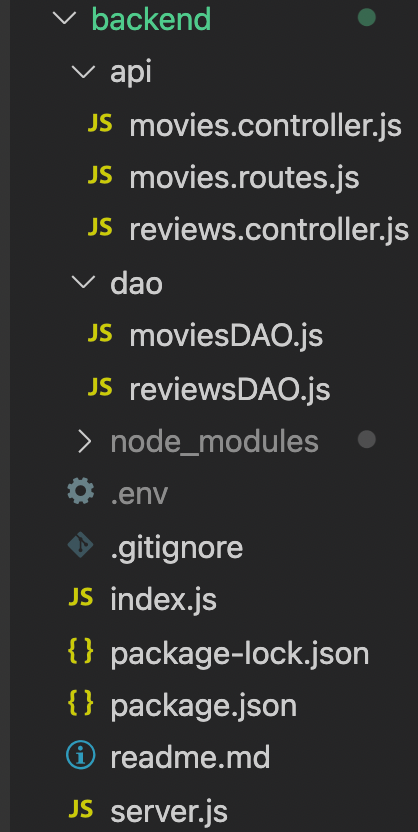 backend
api
JS movies.controller.js
JS movies.routes.js
JS reviews.controller.js
dao
JS moviesDAO.js
JS reviewsDAO.js
node_modules
.env
.gitignore
JS index.js
{} package-lock.json
{} package.json
readme.md
JS server.js